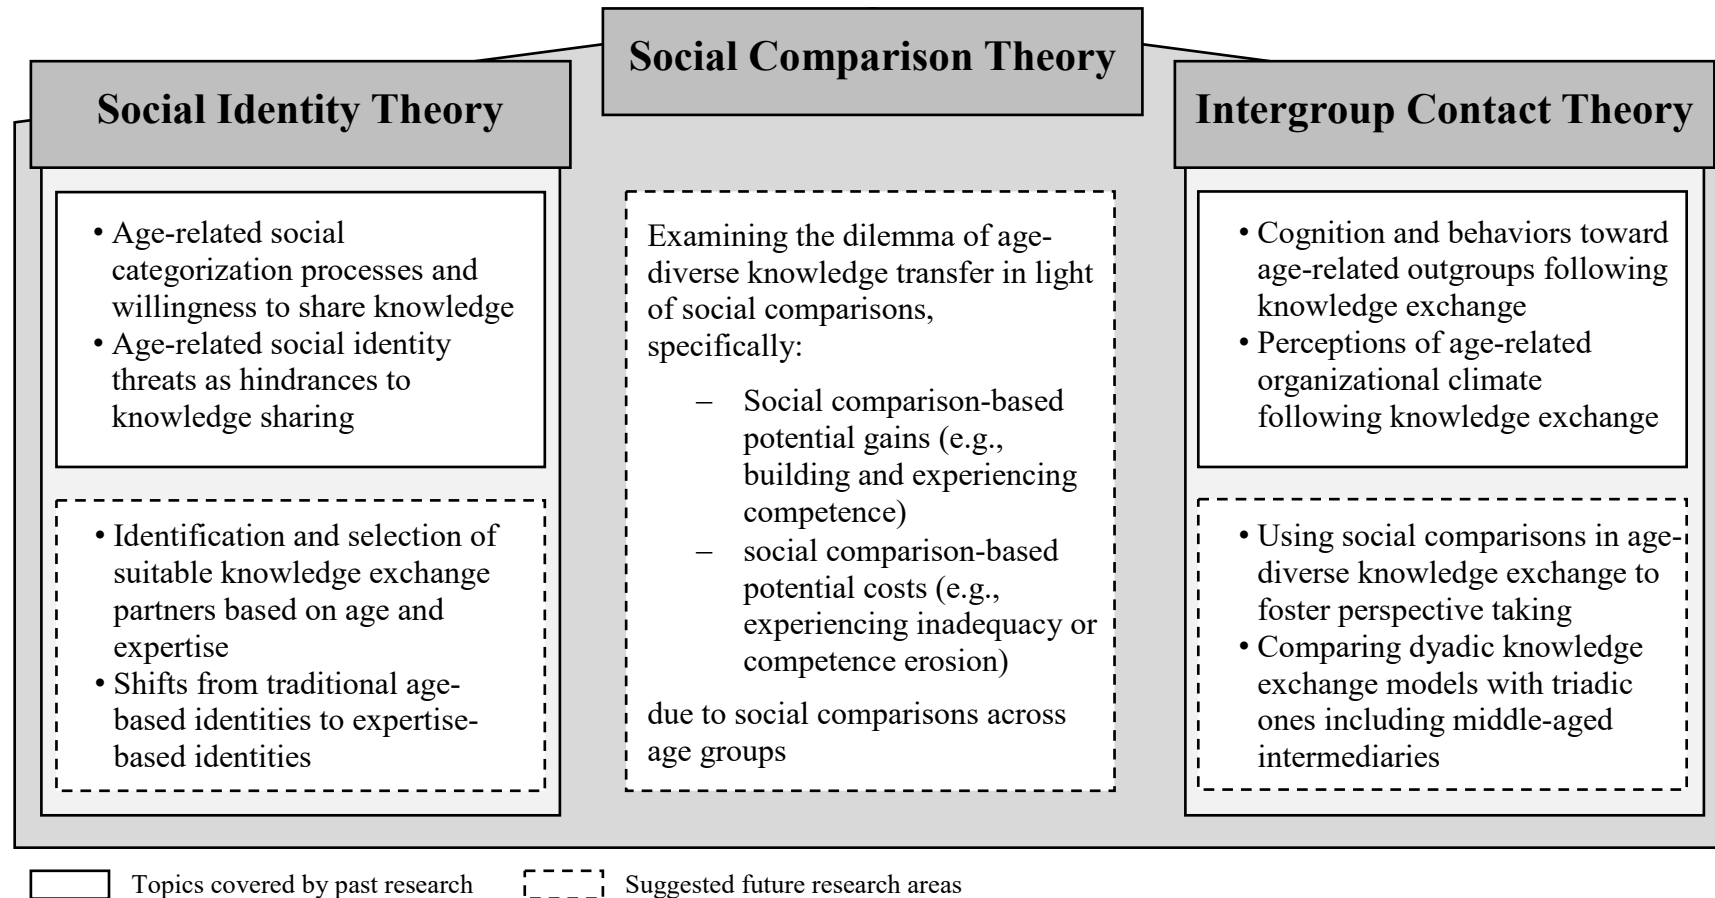 Social Comparison Theory
Social Identity Theory
Intergroup Contact Theory
• Age-related social
categorization processes and
willingness to share knowledge
• Age-related social identity
threats as hindrances to
knowledge sharing
• Identification and selection of
suitable knowledge exchange
partners based on age and
expertise
• Shifts from traditional age-
based identities to expertise-
based identities
Examining the dilemma of age-
diverse knowledge transfer in light
of social comparisons,
specifically:
– Social comparison-based
potential gains (e.g.,
building and experiencing
competence)
– social comparison-based
potential costs (e.g.,
experiencing inadequacy or
competence erosion)
due to social comparisons across
age groups
• Cognition and behaviors toward
age-related outgroups following
knowledge exchange
• Perceptions of age-related
organizational climate
following knowledge exchange
• Using social comparisons in age-
diverse knowledge exchange to
foster perspective taking
• Comparing dyadic knowledge
exchange models with triadic
ones including middle-aged
intermediaries
Topics covered by past research
Suggested future research areas